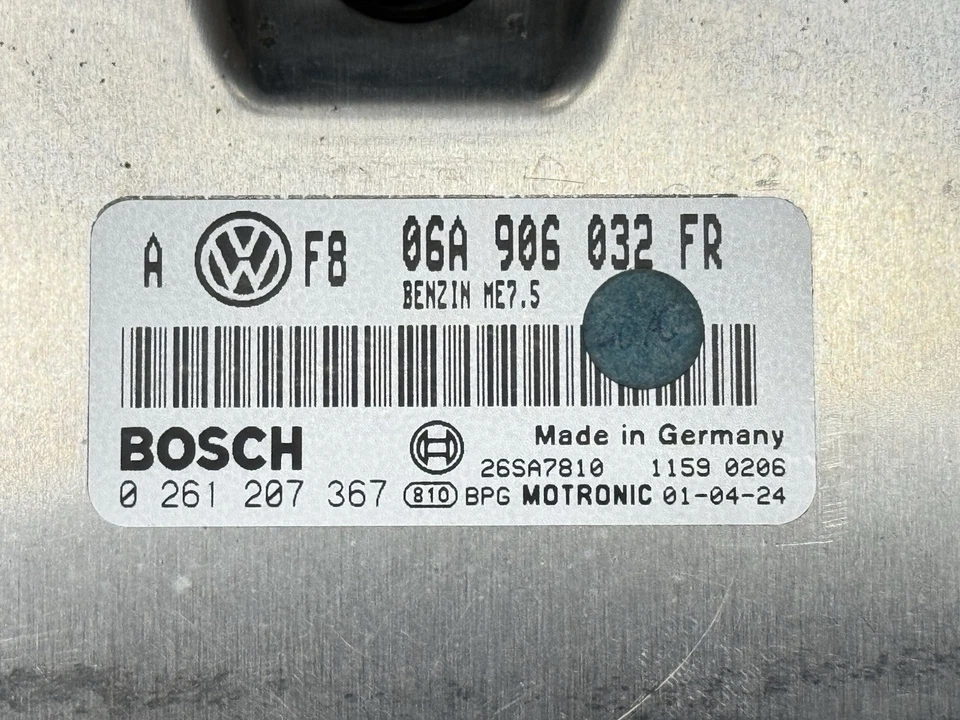 A VW F8 06A 906 032 FR
BENZIN ME7.5
BOSCH
Made in Germany
26SA7810 1159 0206
0 261 207 367 810 BPG MOTRONIC 01-04-24